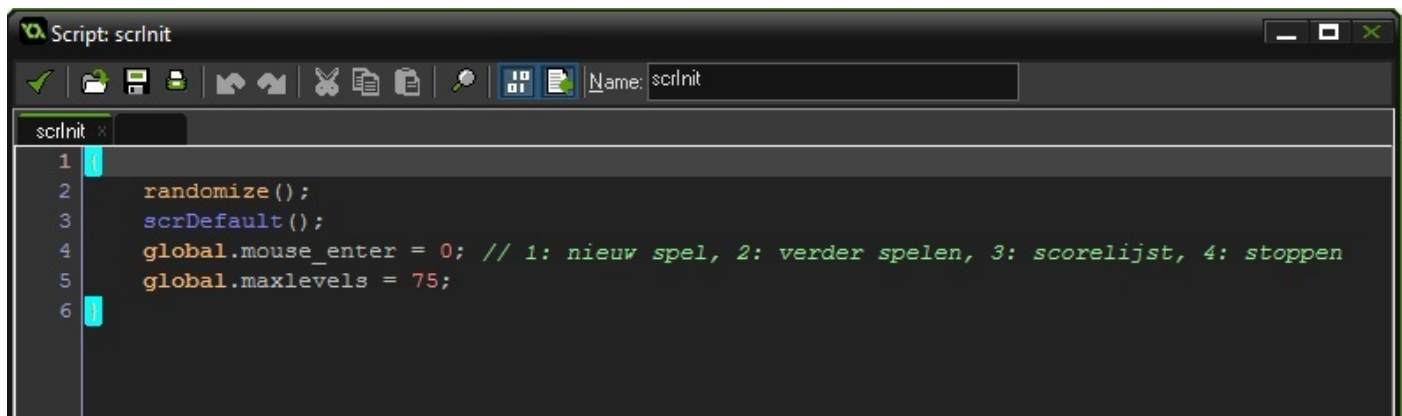 Script: scrInit
Name: scrInit
scrInit
1 {
2 randomize();
3 scrDefault();
4 global.mouse_enter = 0; // 1: nieuw spel, 2: verder spelen, 3: scorelijst, 4: stoppen
5 global.maxlevels = 75;
6 }